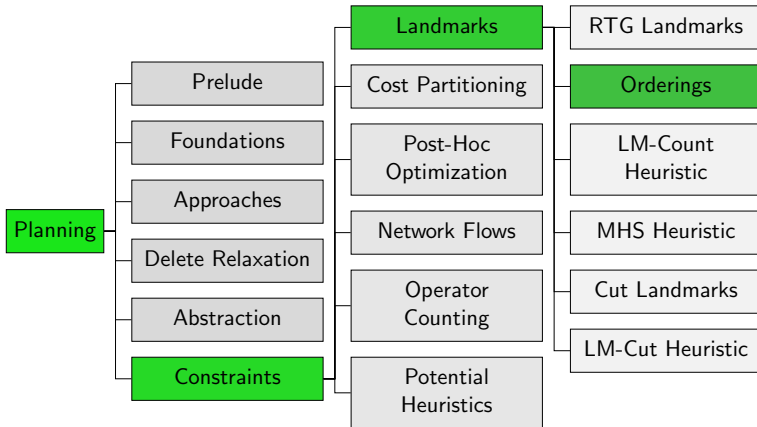 Planning
Prelude
Foundations
Approaches
Delete Relaxation
Abstraction
Constraints
Landmarks
Cost Partitioning
Post-Hoc
Optimization
Network Flows
Operator
Counting
Potential
Heuristics
RTG Landmarks
Orderings
LM-Count
Heuristic
MHS Heuristic
Cut Landmarks
LM-Cut Heuristic